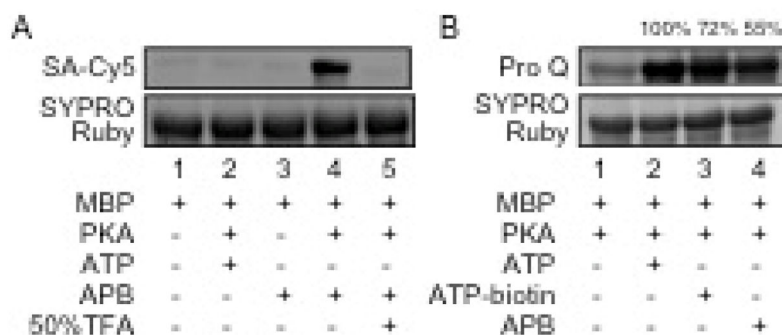 A B 100% 72% 55%
SA-Cy5 Pro Q
SYPRO Ruby SYPRO Ruby
1 2 3 4 5 1 2 3 4
MBP + + + + + MBP + + + +
PKA - + - + + PKA + + + +
ATP - + - - - ATP - + - -
APB - - + + + ATP-biotin - - + -
50%TFA - - - - + APB - - - +